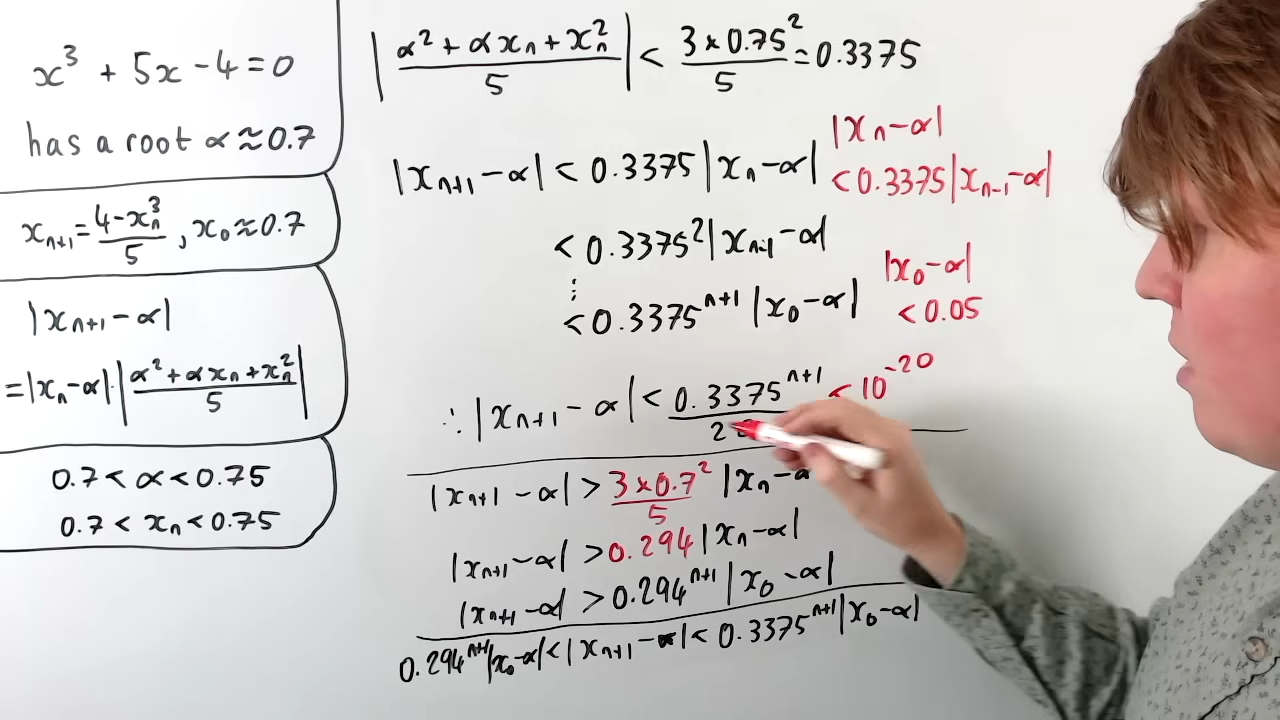 x³ + 5x - 4 = 0
has a root α ≈ 0.7
xₙ₊₁ = (4 - xₙ³)/5 , x₀ ≈ 0.7
|xₙ₊₁ - α|
= |xₙ - α| · |(α² + αxₙ + xₙ²)/5|
0.7 < α < 0.75
0.7 < xₙ < 0.75
|(α² + αxₙ + xₙ²)/5| < (3 × 0.75²)/5 = 0.3375
|xₙ₊₁ - α| < 0.3375 |xₙ - α|
|xₙ - α|
< 0.3375 |xₙ₋₁ - α|
< 0.3375² |xₙ₋₁ - α|
⋮
< 0.3375ⁿ⁺¹ |x₀ - α|
|x₀ - α|
< 0.05
∴ |xₙ₊₁ - α| < 0.3375ⁿ⁺¹/20 < 10⁻²⁰
|xₙ₊₁ - α| > (3 × 0.7²)/5 |xₙ - α
|xₙ₊₁ - α| > 0.294 |xₙ - α|
|xₙ₊₁ - α| > 0.294ⁿ⁺¹ |x₀ - α|
0.294ⁿ⁺¹ |x₀ - α| < |xₙ₊₁ - α| < 0.3375ⁿ⁺¹ |x₀ - α|